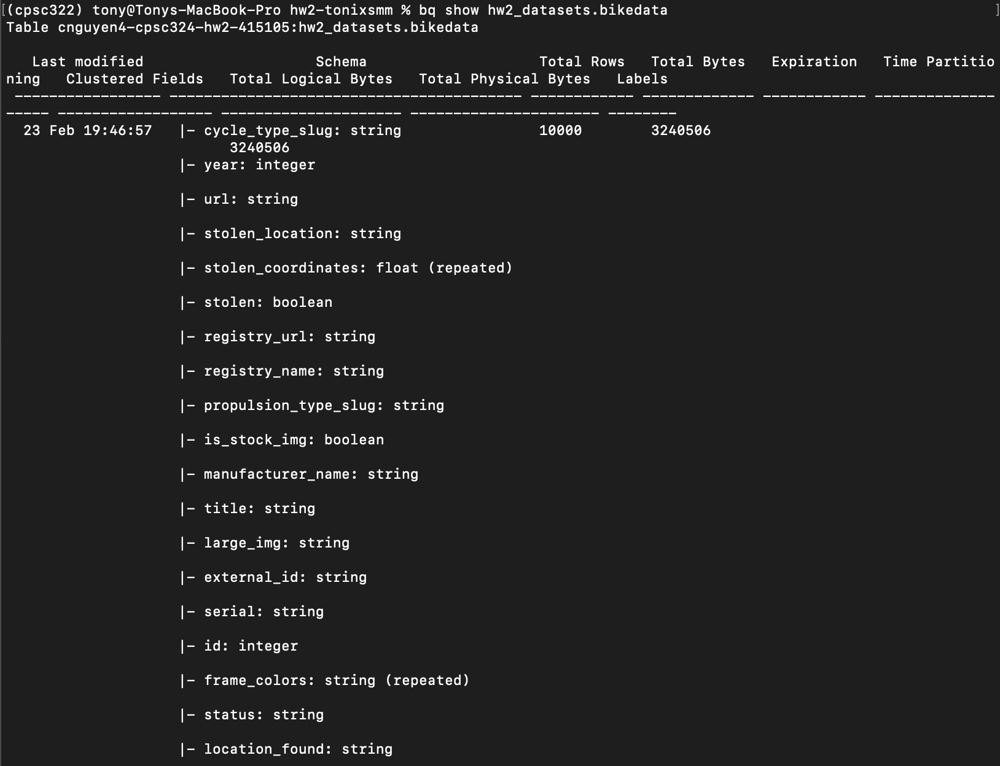 [(cpsc322) tony@Tonys-MacBook-Pro hw2-tonixsmm % bq show hw2_datasets.bikedata ]
Table cnguyen4-cpsc324-hw2-415105:hw2_datasets.bikedata
Last modified Schema Total Rows Total Bytes Expiration Time Partitio
ning Clustered Fields Total Logical Bytes Total Physical Bytes Labels
----------------- ----------------------------------------- ------------ ------------- ------------ --------------
----- ------------------ --------------------- ---------------------- --------
23 Feb 19:46:57 |- cycle_type_slug: string 10000 3240506
3240506
|- year: integer
|- url: string
|- stolen_location: string
|- stolen_coordinates: float (repeated)
|- stolen: boolean
|- registry_url: string
|- registry_name: string
|- propulsion_type_slug: string
|- is_stock_img: boolean
|- manufacturer_name: string
|- title: string
|- large_img: string
|- external_id: string
|- serial: string
|- id: integer
|- frame_colors: string (repeated)
|- status: string
|- location_found: string